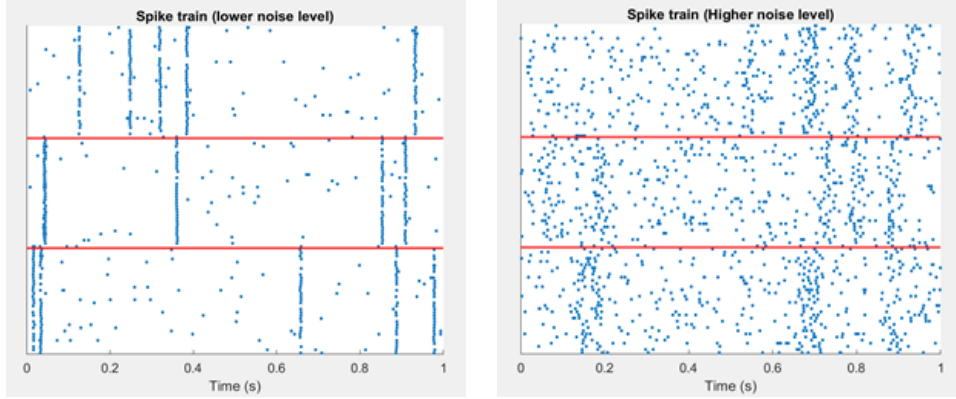 Spike train (lower noise level)
0 0.2 0.4 0.6 0.8 1
Time (s)
Spike train (Higher noise level)
0 0.2 0.4 0.6 0.8 1
Time (s)